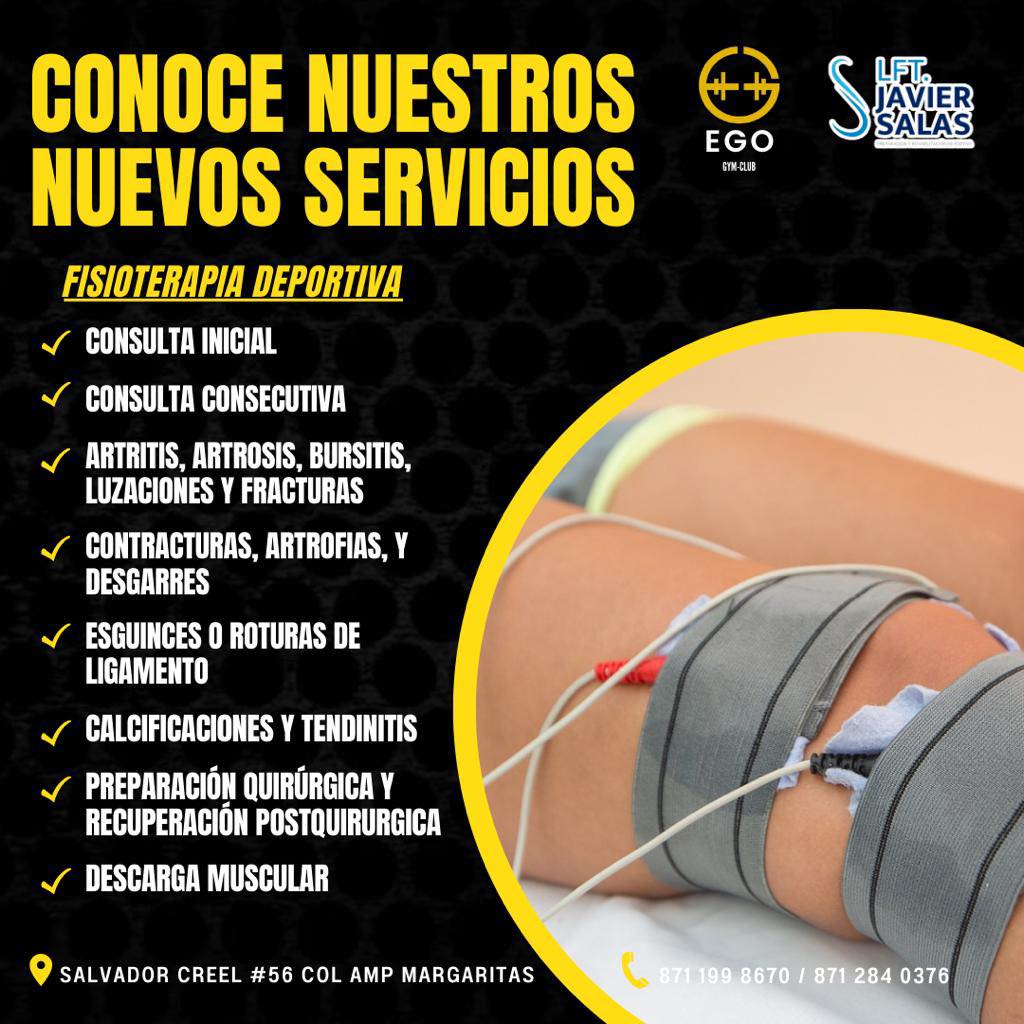 CONOCE NUESTROS
NUEVOS SERVICIOS
EGO
GYM-CLUB
LFT.
JAVIER
SALAS
FISIOTERAPIA DEPORTIVA
CONSULTA INICIAL
CONSULTA CONSECUTIVA
ARTRITIS, ARTROSIS, BURSITIS,
LUZACIONES Y FRACTURAS
CONTRACTURAS, ARTROFIAS, Y
DESGARRES
ESGUINCES O ROTURAS DE
LIGAMENTO
CALCIFICACIONES Y TENDINITIS
PREPARACIÓN QUIRÚRGICA Y
RECUPERACIÓN POSTQUIRURGICA
DESCARGA MUSCULAR
SALVADOR CREEL #56 COL AMP MARGARITAS
871 199 8670 / 871 284 0376